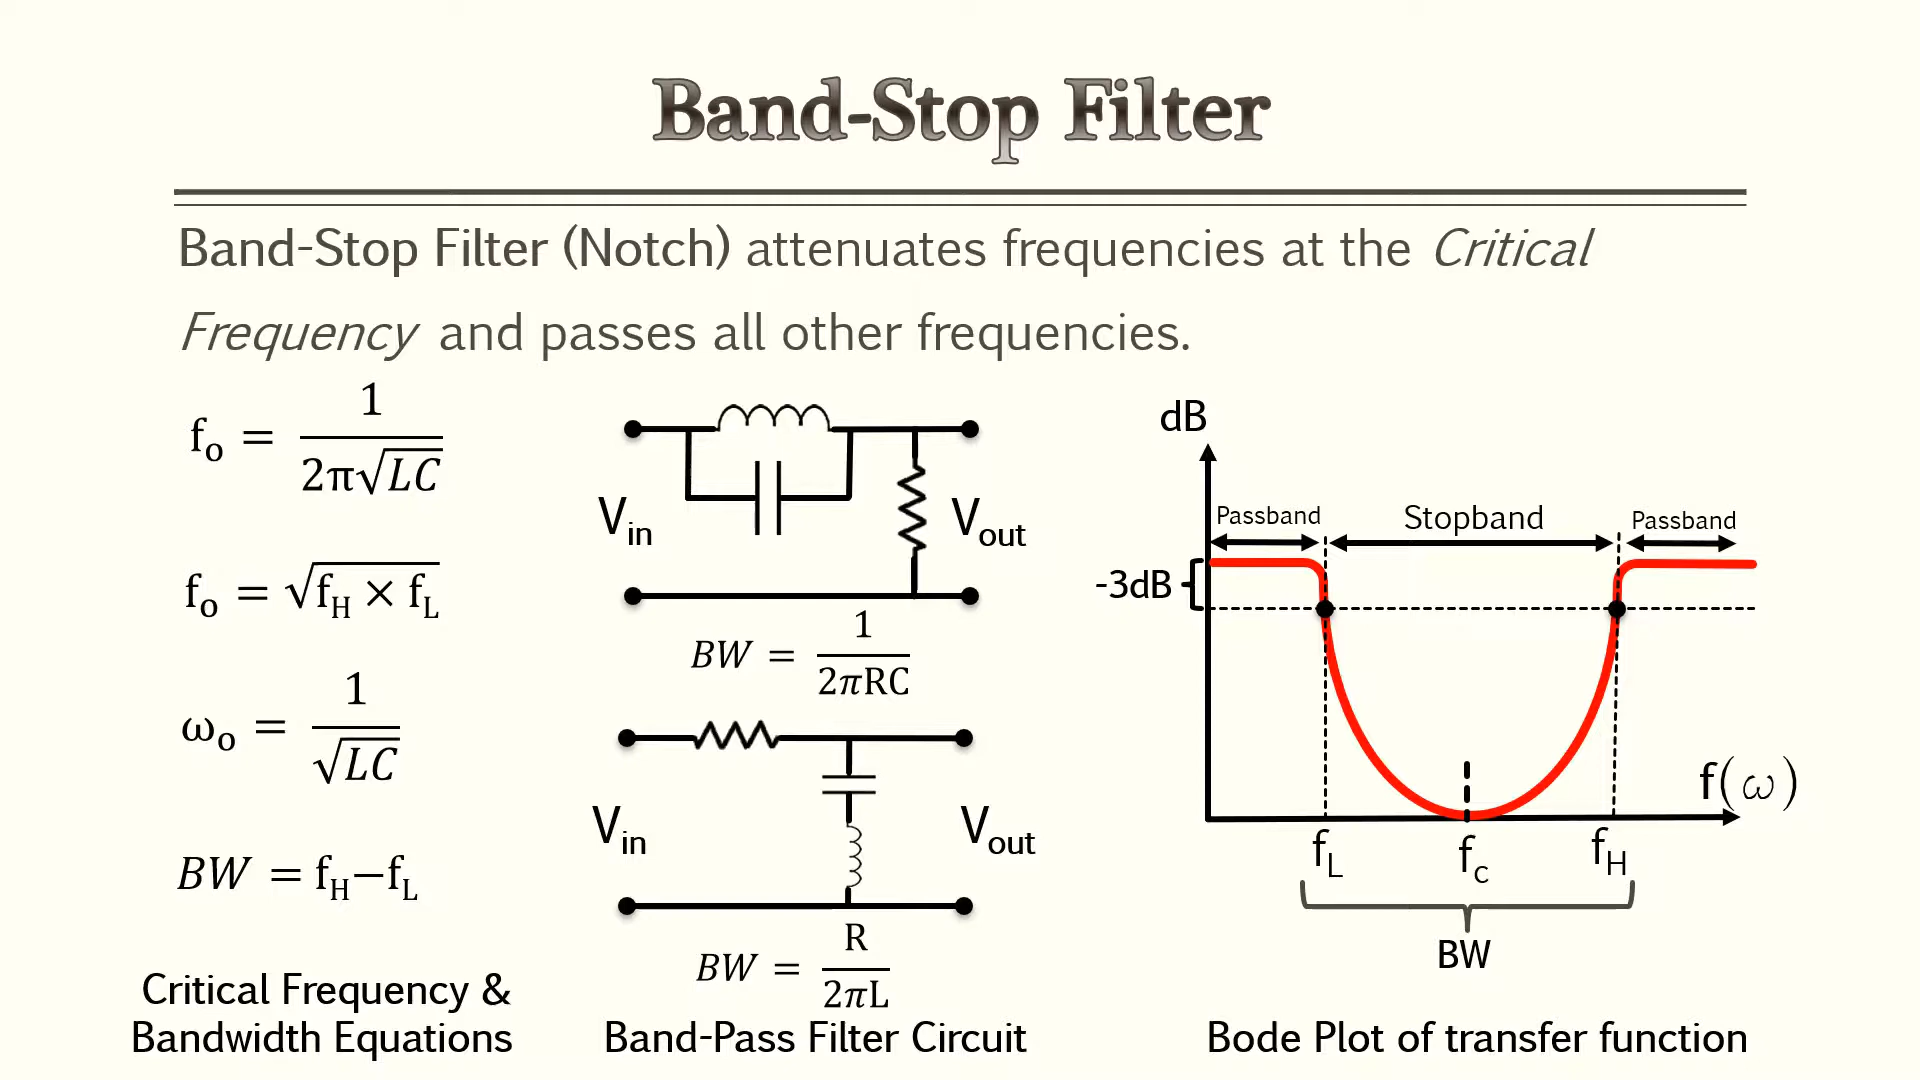 Band-Stop Filter
Band-Stop Filter (Notch) attenuates frequencies at the Critical
Frequency and passes all other frequencies.
f₀ = 1 / 2π√LC
f₀ = √f_H × f_L
ω₀ = 1 / √LC
BW = f_H−f_L
Critical Frequency &
Bandwidth Equations
V_in
V_out
BW = 1 / 2πRC
V_in
V_out
BW = R / 2πL
Band-Pass Filter Circuit
dB
Passband
Stopband
Passband
-3dB
f(ω)
f_L
f_c
f_H
BW
Bode Plot of transfer function